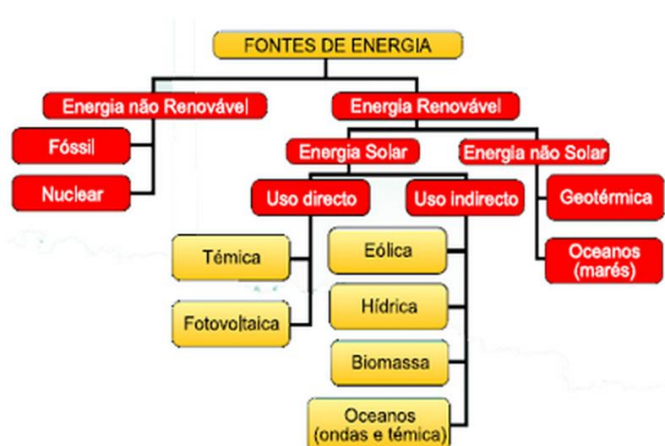 FONTES DE ENERGIA
Energia não Renovável
Energia Renovável
Fóssil
Nuclear
Energia Solar
Energia não Solar
Uso directo
Uso indirecto
Geotérmica
Oceanos
(marés)
Témica
Fotovoltaica
Eólica
Hídrica
Biomassa
Oceanos
(ondas e témica)